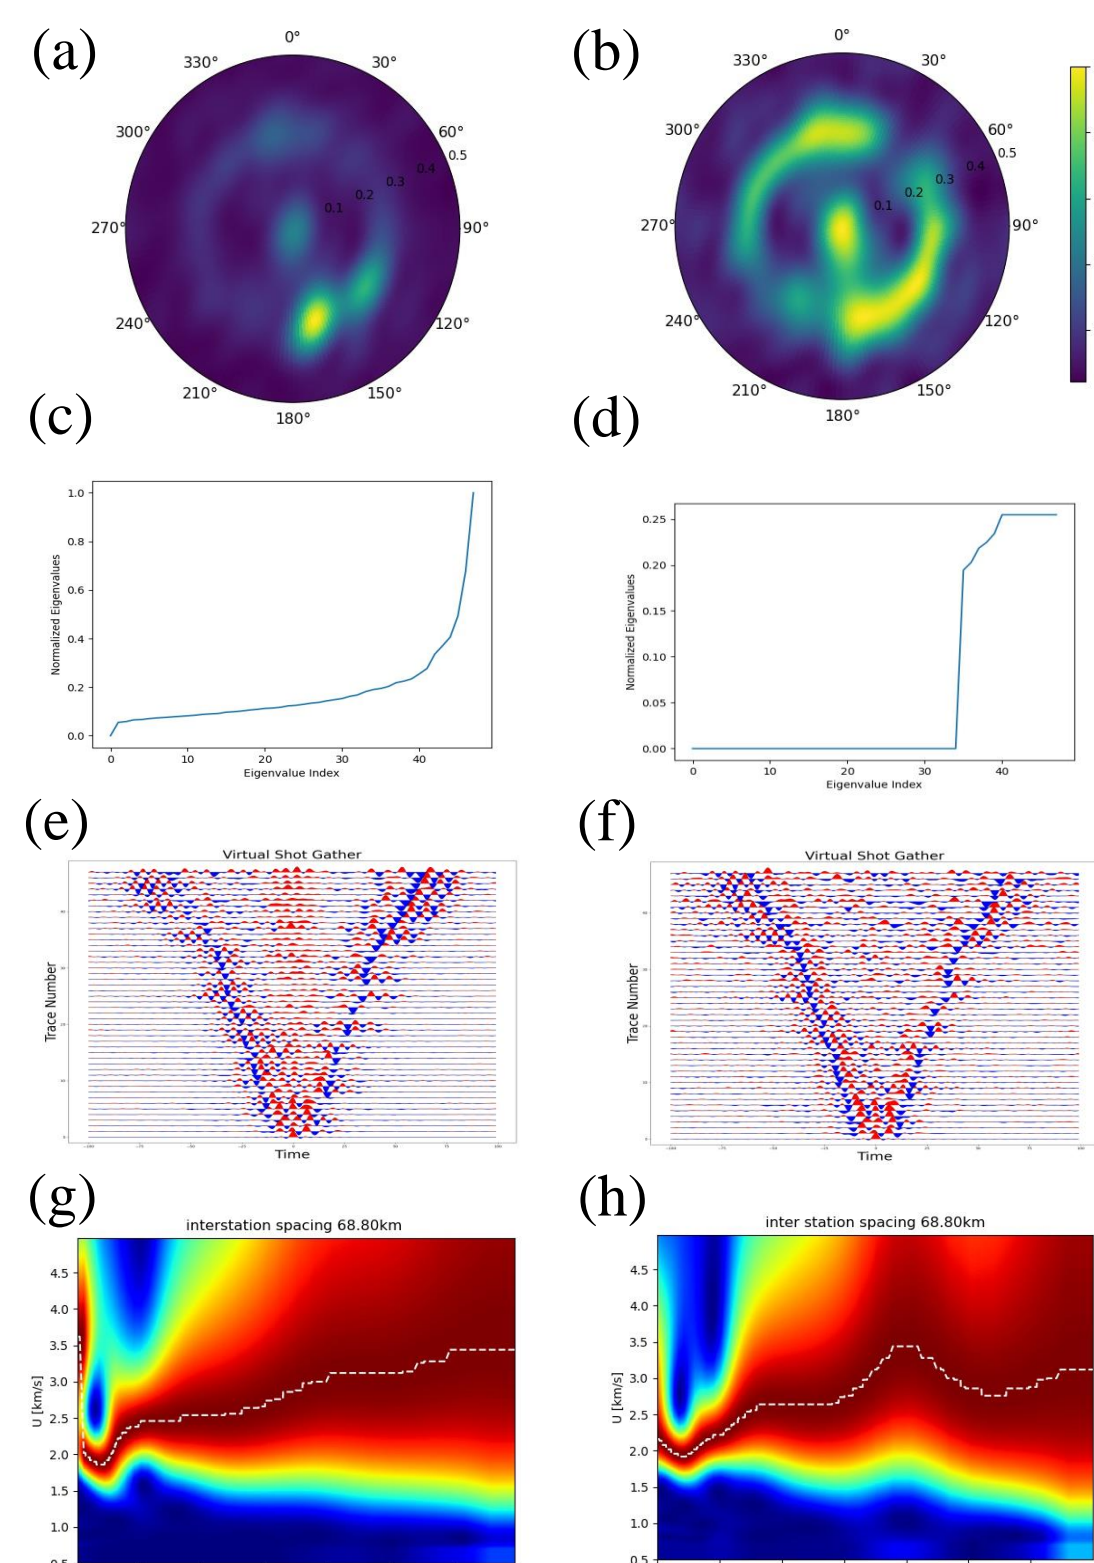 (a)
(b)
0°
330°
30°
300°
60°
0.5
0.4
0.3
0.2
0.1
270°
90°
240°
120°
210°
150°
180°
0°
330°
30°
300°
60°
0.5
0.4
0.3
0.2
0.1
270°
90°
240°
120°
210°
150°
180°
(c)
(d)
1.0
0.8
0.6
0.4
0.2
0.0
Normalized Eigenvalues
0 10 20 30 40
Eigenvalue Index
0.25
0.20
0.15
0.10
0.05
0.00
Normalized Eigenvalues
0 10 20 30 40
Eigenvalue Index
(e)
(f)
Virtual Shot Gather
Trace Number
Time
Virtual Shot Gather
Trace Number
Time
(g)
(h)
interstation spacing 68.80km
4.5
4.0
3.5
3.0
2.5
2.0
1.5
1.0
0.5
U [km/s]
inter station spacing 68.80km
4.5
4.0
3.5
3.0
2.5
2.0
1.5
1.0
0.5
U [km/s]